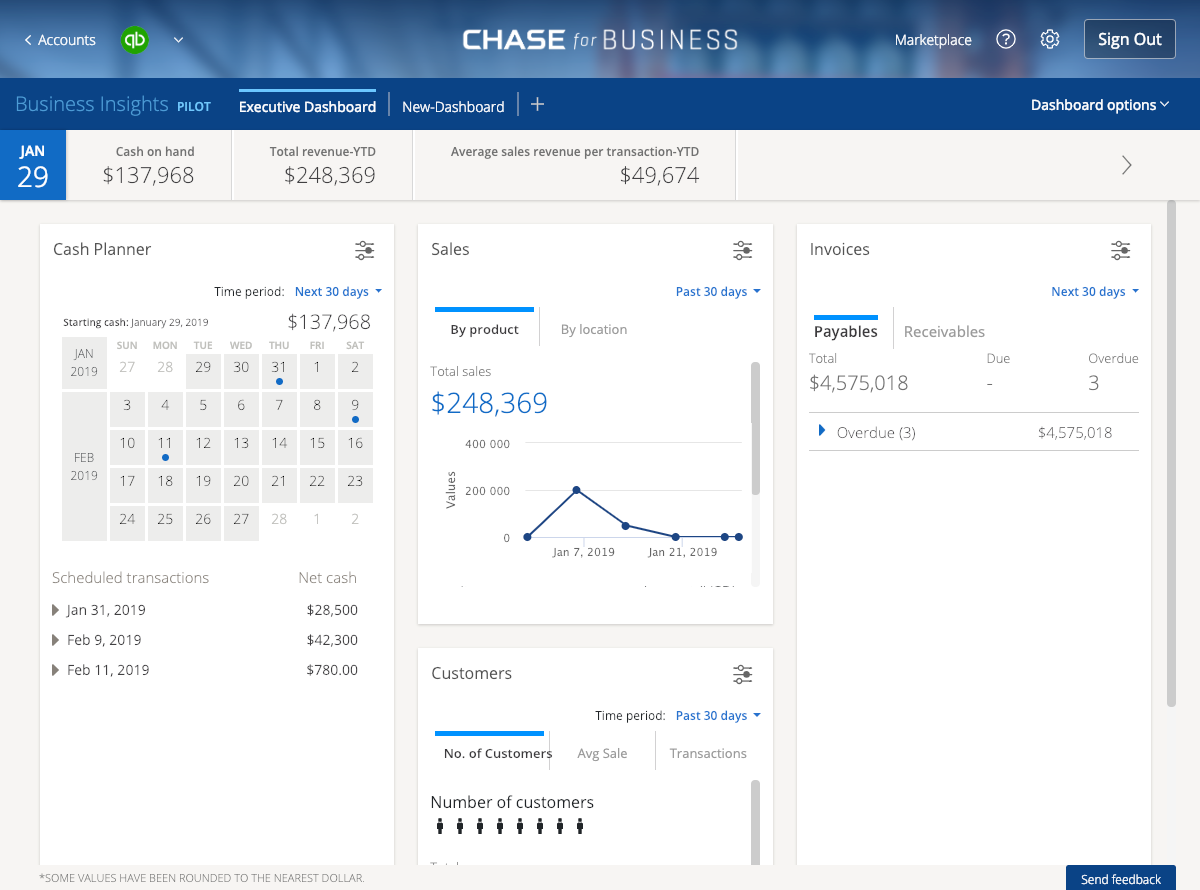 Accounts
qb
CHASE for BUSINESS
Marketplace
?
Sign Out
Business Insights PILOT
Executive Dashboard
New-Dashboard
+
Dashboard options
JAN
29
Cash on hand
$137,968
Total revenue-YTD
$248,369
Average sales revenue per transaction-YTD
$49,674
Cash Planner
Time period: Next 30 days
Starting cash: January 29, 2019
$137,968
SUN MON TUE WED THU FRI SAT
JAN
2019
27 28 29 30 31 1 2
FEB
2019
3 4 5 6 7 8 9
10 11 12 13 14 15 16
17 18 19 20 21 22 23
24 25 26 27 28 1 2
Scheduled transactions Net cash
Jan 31, 2019 $28,500
Feb 9, 2019 $42,300
Feb 11, 2019 $780.00
Sales
Past 30 days
By product
By location
Total sales
$248,369
Values
400 000
200 000
0
Jan 7, 2019 Jan 21, 2019
Customers
Time period: Past 30 days
No. of Customers
Avg Sale
Transactions
Number of customers
Invoices
Next 30 days
Payables
Receivables
Total Due Overdue
$4,575,018 - 3
Overdue (3) $4,575,018
*SOME VALUES HAVE BEEN ROUNDED TO THE NEAREST DOLLAR.
Send feedback